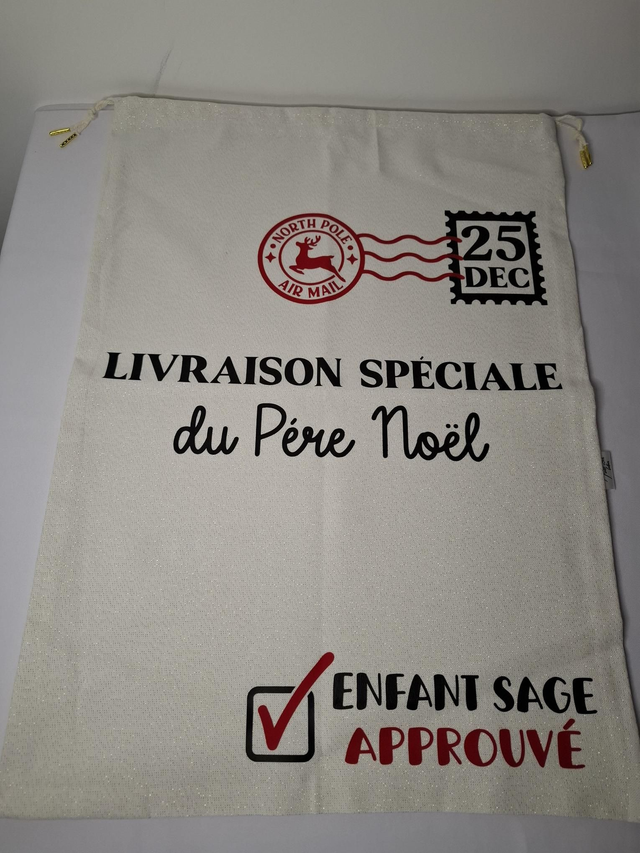 NORTH POLE
AIR MAIL
25
DEC
LIVRAISON SPÉCIALE
du Pére Noël
ENFANT SAGE
APPROUVÉ